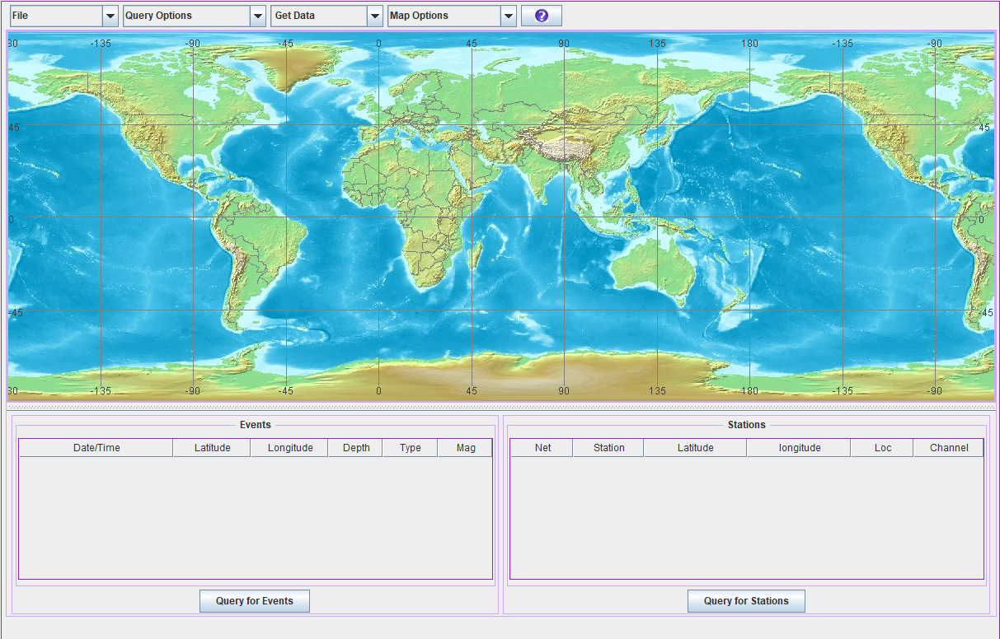 File Query Options Get Data Map Options ?
30 -135 -90 -45 0 45 90 135 180 -135 -90
45 45
0 0
-45 -45
30 -135 -90 -45 0 45 90 135 180 -135 -90
Events Stations
Date/Time Latitude Longitude Depth Type Mag Net Station Latitude longitude Loc Channel
Query for Events Query for Stations